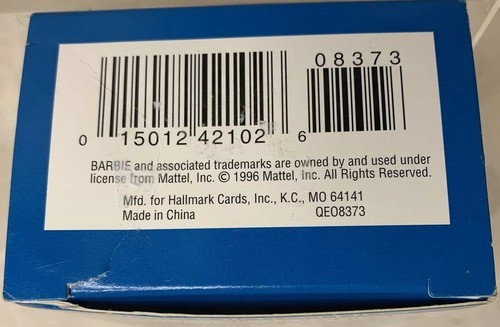 08373
0 15012 42102 6
BARBIE and associated trademarks are owned by and used under
license from Mattel, Inc. © 1996 Mattel, Inc. All Rights Reserved.
Mfd. for Hallmark Cards, Inc., K.C., MO 64141
Made in China QEO8373